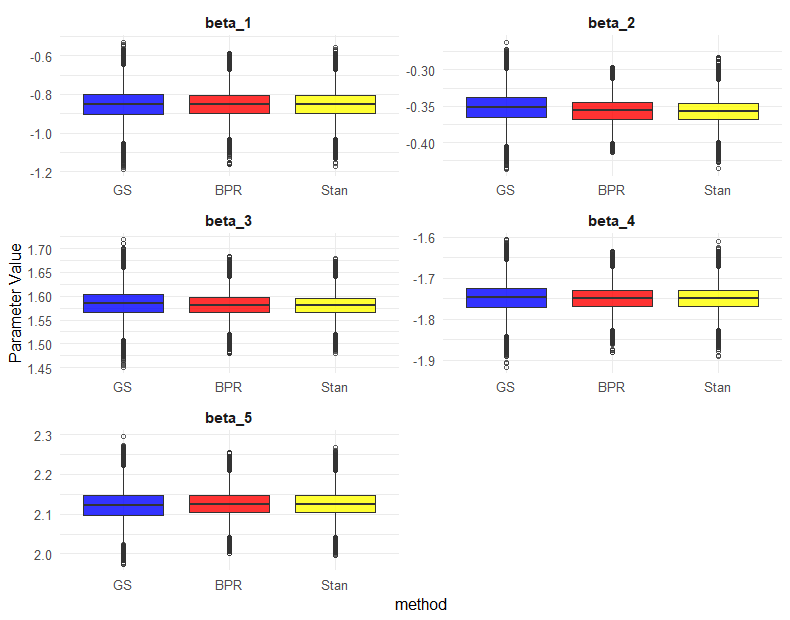 beta_1
beta_2
-0.6
-0.8
-1.0
-1.2
-0.30
-0.35
-0.40
GS BPR Stan
GS BPR Stan
beta_3
beta_4
1.70
1.65
1.60
1.55
1.50
1.45
-1.6
-1.7
-1.8
-1.9
GS BPR Stan
GS BPR Stan
beta_5
2.3
2.2
2.1
2.0
GS BPR Stan
Parameter Value
method